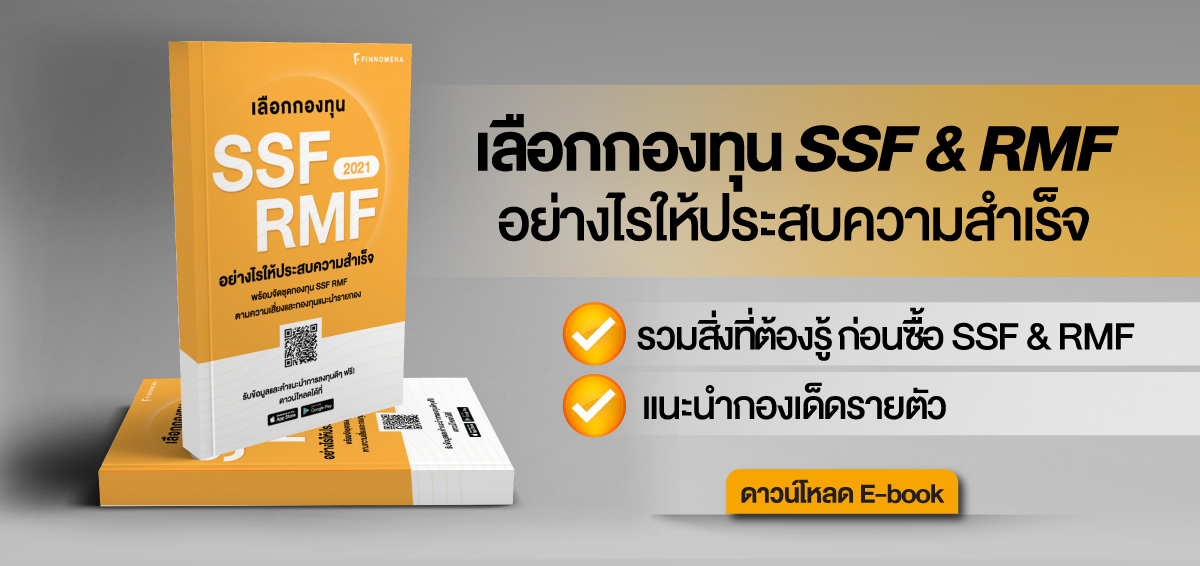 FINNOMENA
เลือกกองทุน
SSF
2021
RMF
อย่างไรให้ประสบความสำเร็จ
พร้อมจัดชุดกองทุน SSF RMF
ตามความเสี่ยงและกองทุนแนะนำรายกอง
รับข้อมูลและคำแนะนำการลงทุนดีๆ ฟรี!
ดาวน์โหลดได้ที่
App Store
Google Play
เลือกกองทุน SSF & RMF
อย่างไรให้ประสบความสำเร็จ
รวมสิ่งที่ต้องรู้ ก่อนซื้อ SSF & RMF
แนะนำกองเด็ดรายตัว
ดาวน์โหลด E-book